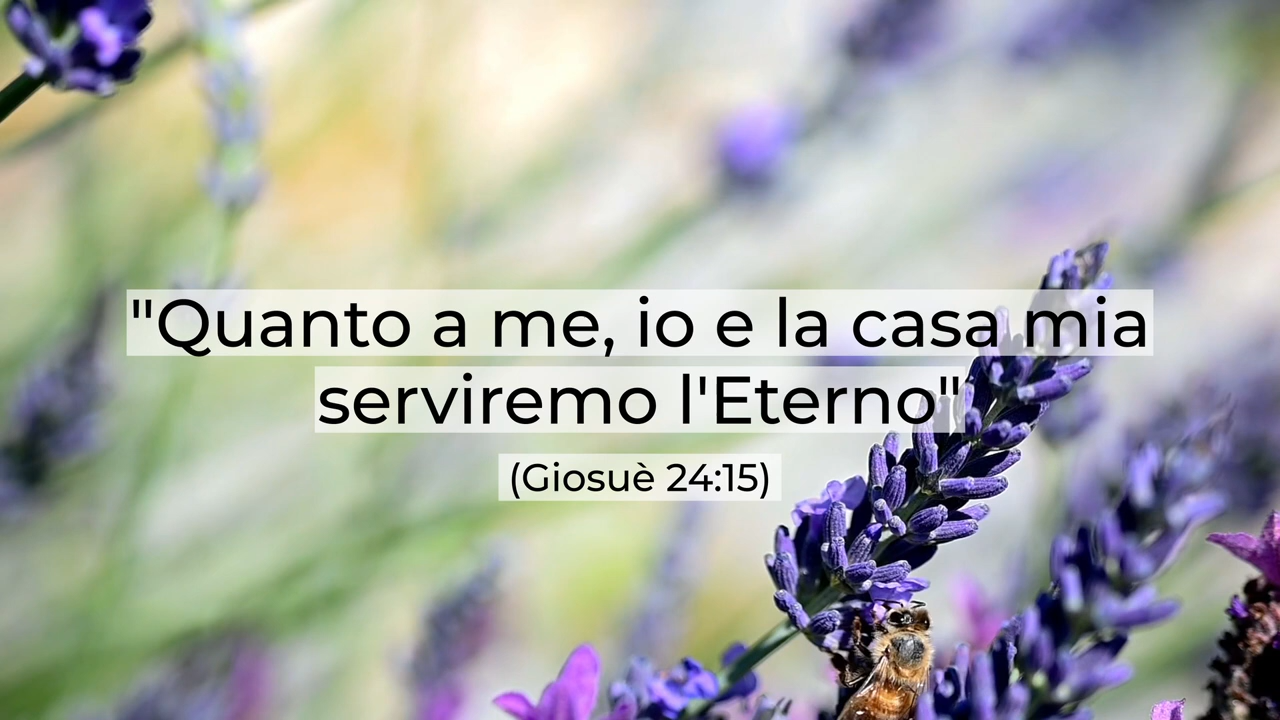 "Quanto a me, io e la casa mia
serviremo l'Eterno"
(Giosuè 24:15)